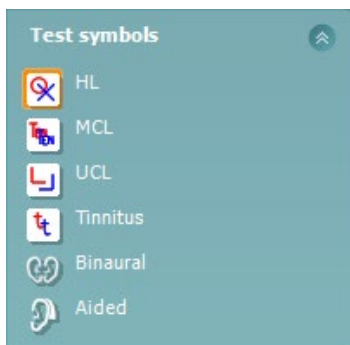 Test symbols
HL
MCL
UCL
Tinnitus
Binaural
Aided